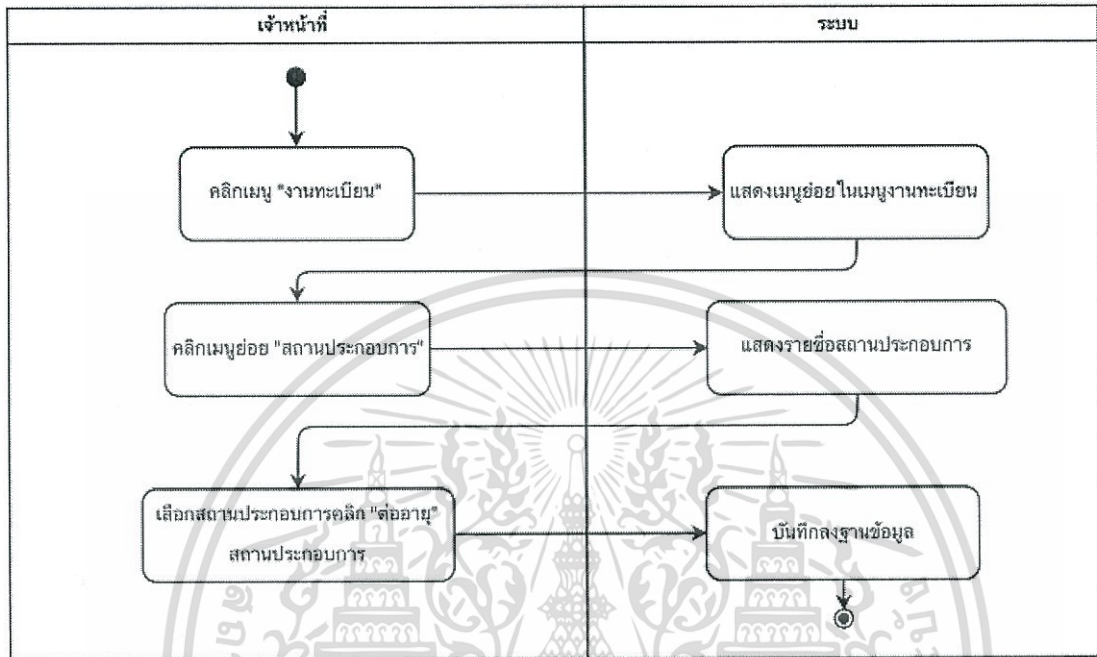 เจ้าหน้าที่
ระบบ
คลิกเมนู "งานทะเบียน"
แสดงเมนูย่อย ในเมนูงานทะเบียน
คลิกเมนูย่อย "สถานประกอบการ"
แสดงรายชื่อสถานประกอบการ
เลือกสถานประกอบการคลิก "ต่ออายุ"
สถานประกอบการ
บันทึกลงฐานข้อมูล